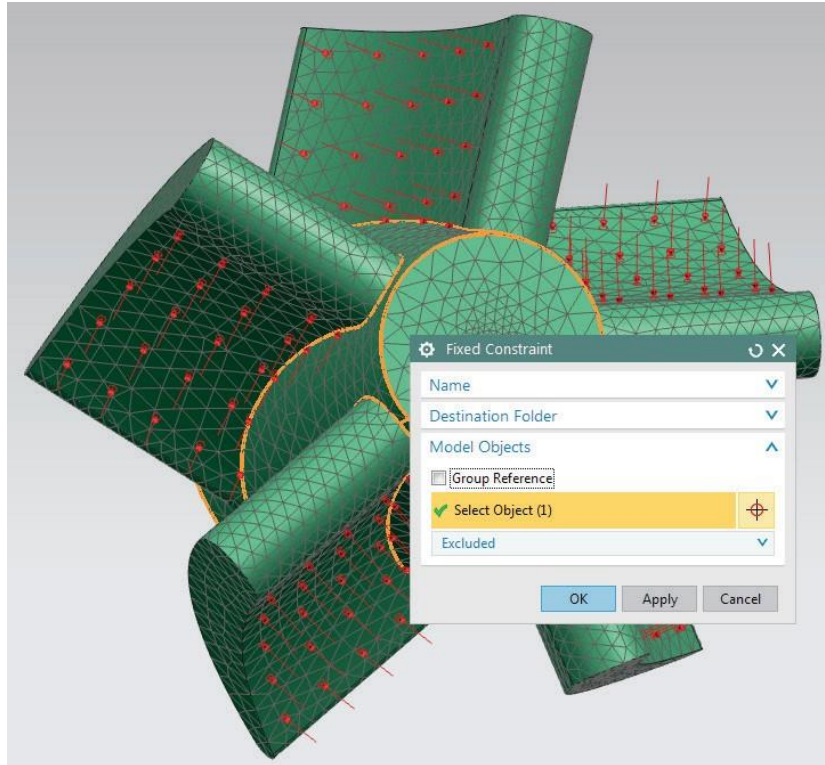 Fixed Constraint
Name
Destination Folder
Model Objects
Group Reference
Select Object (1)
Excluded
OK Apply Cancel